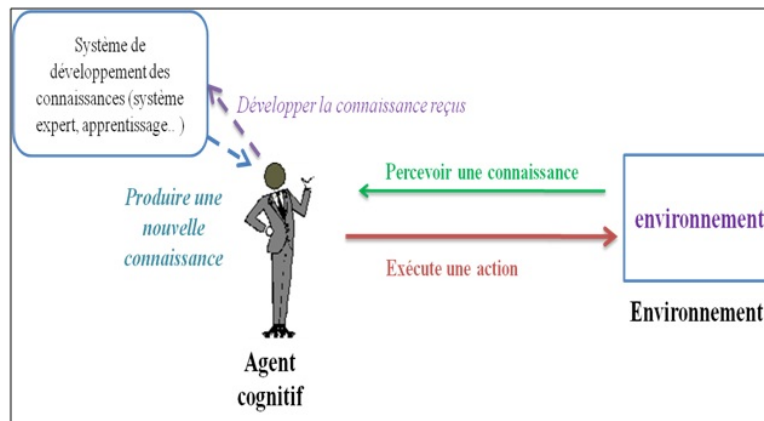 Système de
développement des
connaissances (système
expert, apprentissage.. )
Développer la connaissance reçus
Produire une
nouvelle
connaissance
Percevoir une connaissance
Exécute une action
environnement
Environnement
Agent
cognitif